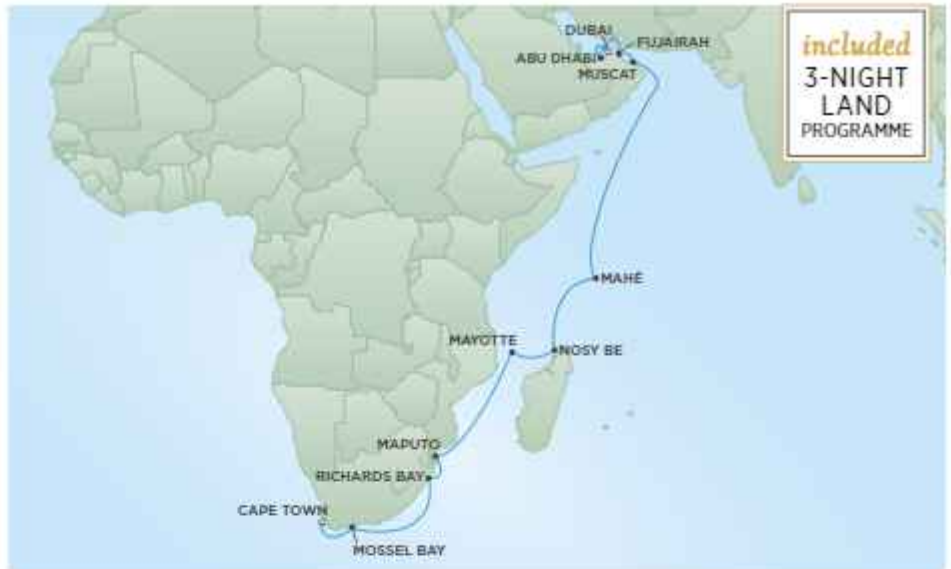 DUBAI
FUJAIRAH
ABU DHABI
MUSCAT
included
3-NIGHT
LAND
PROGRAMME
MAHÉ
MAYOTTE
NOSY BE
MAPUTO
RICHARDS BAY
CAPE TOWN
MOSSEL BAY